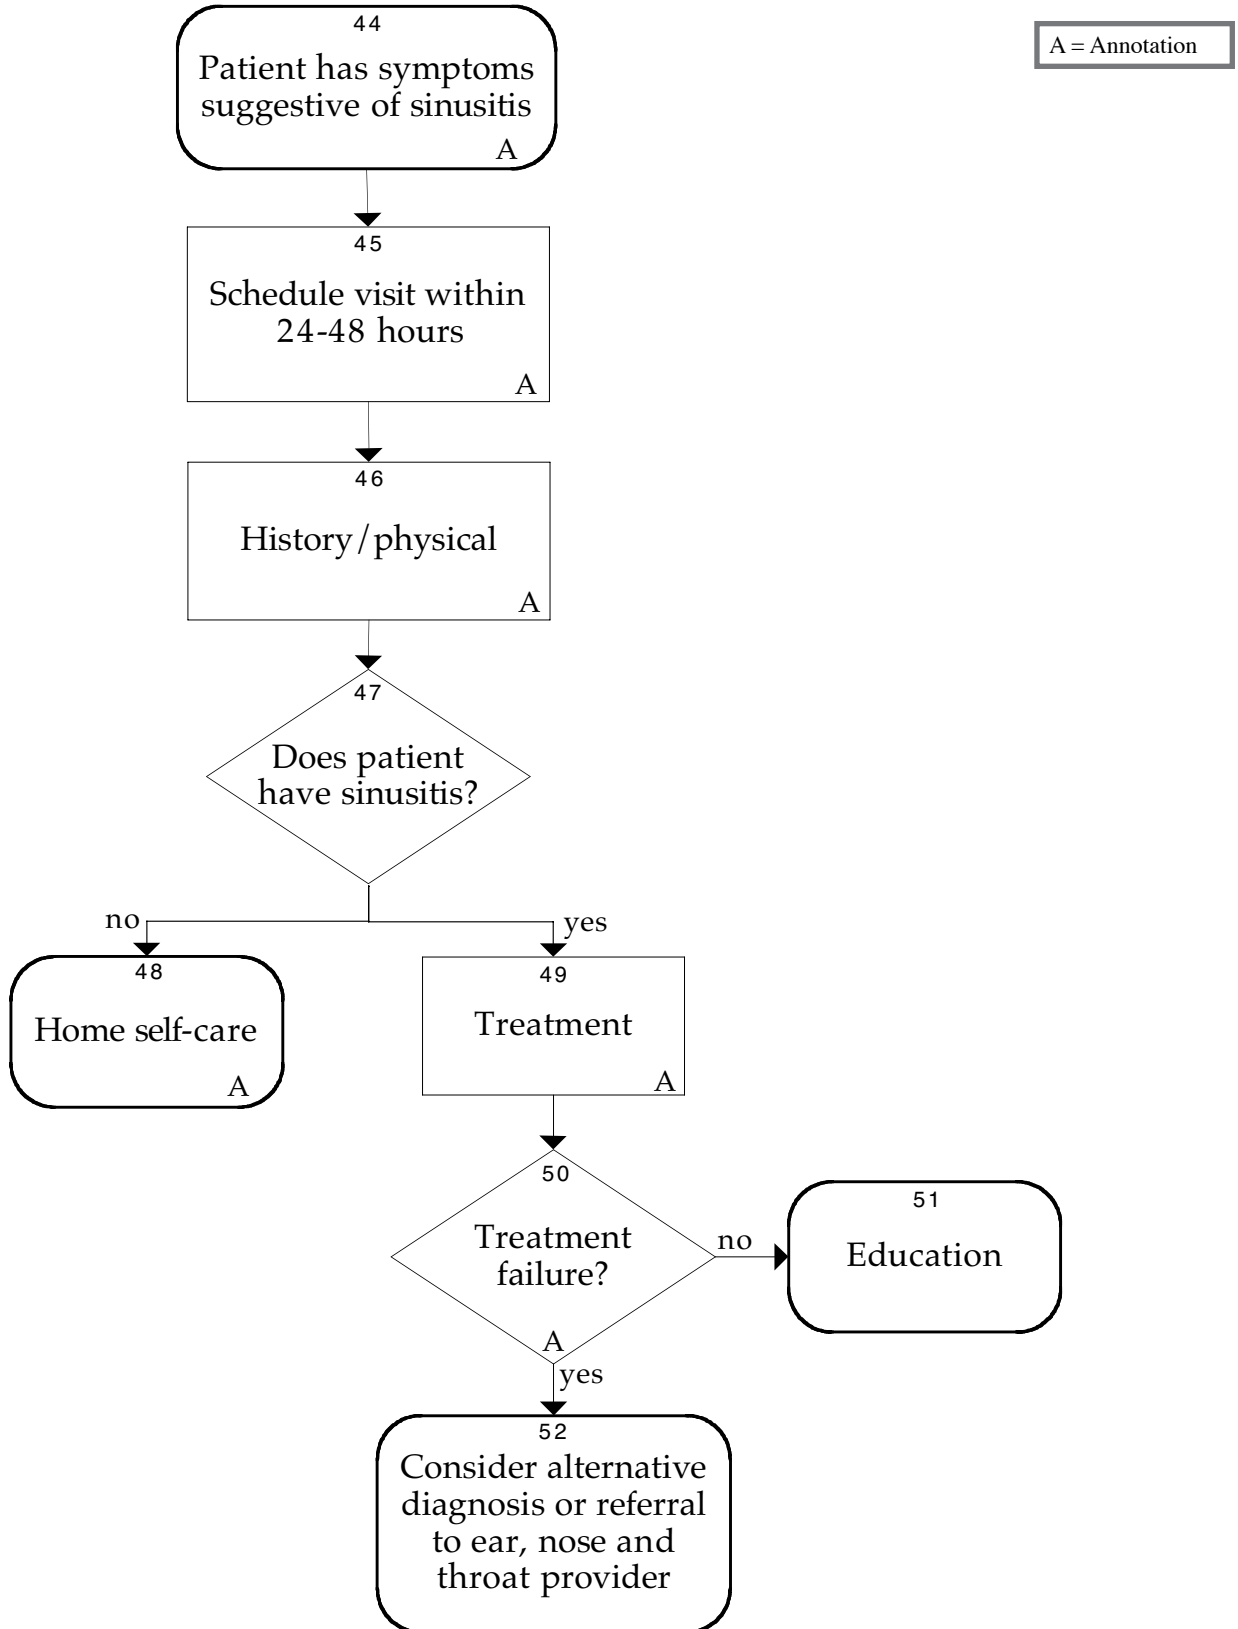 44
Patient has symptoms
suggestive of sinusitis
A
A = Annotation
45
Schedule visit within
24-48 hours
A
46
History/physical
A
47
Does patient
have sinusitis?
no
yes
48
Home self-care
A
49
Treatment
A
50
Treatment
failure?
A
no
51
Education
yes
52
Consider alternative
diagnosis or referral
to ear, nose and
throat provider